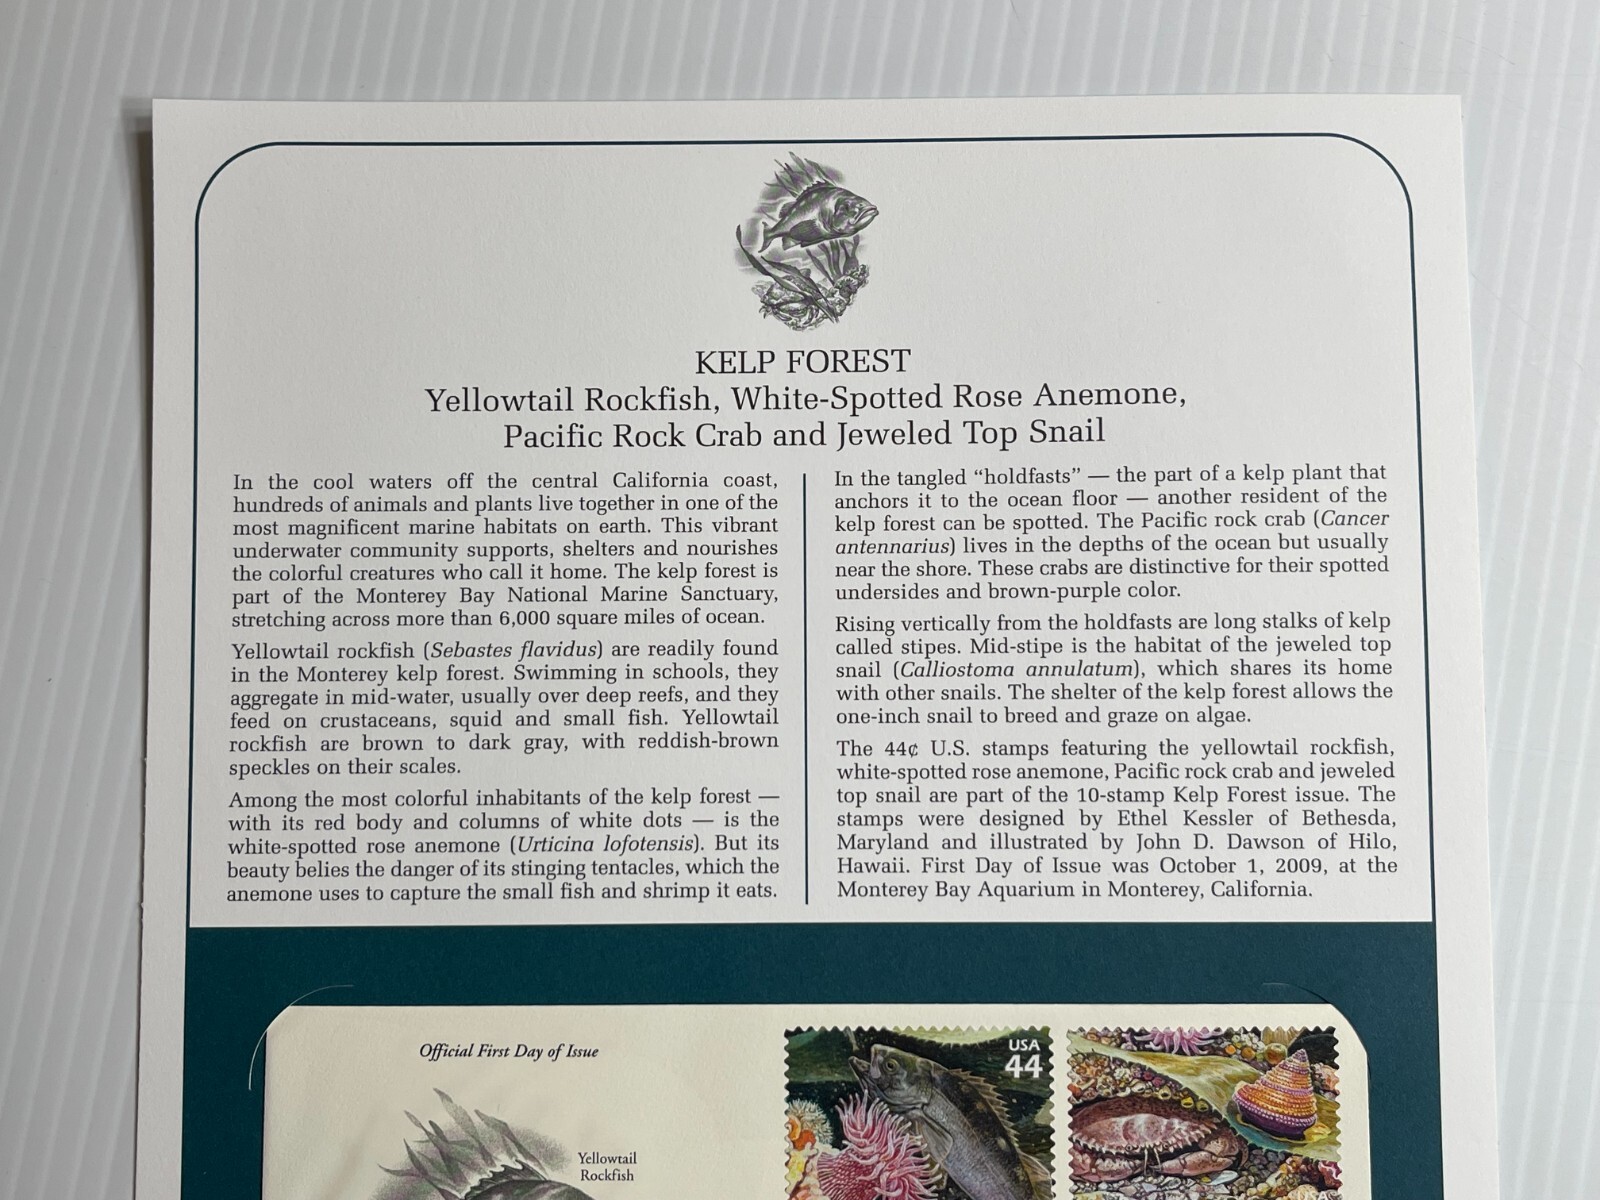 KELP FOREST
Yellowtail Rockfish, White-Spotted Rose Anemone,
Pacific Rock Crab and Jeweled Top Snail
In the cool waters off the central California coast,
hundreds of animals and plants live together in one of the
most magnificent marine habitats on earth. This vibrant
underwater community supports, shelters and nourishes
the colorful creatures who call it home. The kelp forest is
part of the Monterey Bay National Marine Sanctuary,
stretching across more than 6,000 square miles of ocean.
Yellowtail rockfish (Sebastes flavidus) are readily found
in the Monterey kelp forest. Swimming in schools, they
aggregate in mid-water, usually over deep reefs, and they
feed on crustaceans, squid and small fish. Yellowtail
rockfish are brown to dark gray, with reddish-brown
speckles on their scales.
Among the most colorful inhabitants of the kelp forest —
with its red body and columns of white dots — is the
white-spotted rose anemone (Urticina lofotensis). But its
beauty belies the danger of its stinging tentacles, which the
anemone uses to capture the small fish and shrimp it eats.
In the tangled “holdfasts” — the part of a kelp plant that
anchors it to the ocean floor — another resident of the
kelp forest can be spotted. The Pacific rock crab (Cancer
antennarius) lives in the depths of the ocean but usually
near the shore. These crabs are distinctive for their spotted
undersides and brown-purple color.
Rising vertically from the holdfasts are long stalks of kelp
called stipes. Mid-stipe is the habitat of the jeweled top
snail (Calliostoma annulatum), which shares its home
with other snails. The shelter of the kelp forest allows the
one-inch snail to breed and graze on algae.
The 44¢ U.S. stamps featuring the yellowtail rockfish,
white-spotted rose anemone, Pacific rock crab and jeweled
top snail are part of the 10-stamp Kelp Forest issue. The
stamps were designed by Ethel Kessler of Bethesda,
Maryland and illustrated by John D. Dawson of Hilo,
Hawaii. First Day of Issue was October 1, 2009, at the
Monterey Bay Aquarium in Monterey, California.
Official First Day of Issue
Yellowtail
Rockfish
USA
44
USA